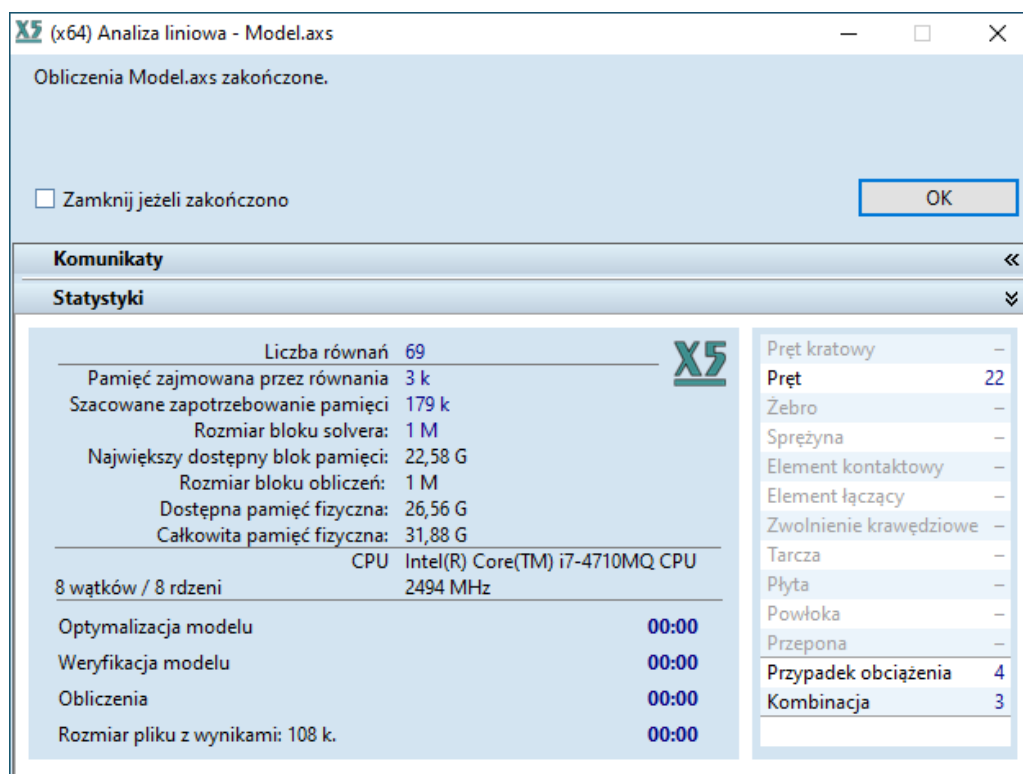 X5 (x64) Analiza liniowa - Model.axs
Obliczenia Model.axs zakończone.
Zamknij jeżeli zakończono
OK
Komunikaty
Statystyki
Liczba równań 69
X5
Pamięć zajmowana przez równania 3 k
Szacowane zapotrzebowanie pamięci 179 k
Rozmiar bloku solvera: 1 M
Największy dostępny blok pamięci: 22,58 G
Rozmiar bloku obliczeń: 1 M
Dostępna pamięć fizyczna: 26,56 G
Całkowita pamięć fizyczna: 31,88 G
CPU Intel(R) Core(TM) i7-4710MQ CPU
8 wątków / 8 rdzeni 2494 MHz
Optymalizacja modelu 00:00
Weryfikacja modelu 00:00
Obliczenia 00:00
Rozmiar pliku z wynikami: 108 k. 00:00
Pręt kratowy –
Pręt 22
Żebro –
Sprężyna –
Element kontaktowy –
Element łączący –
Zwolnienie krawędziowe –
Tarcza –
Płyta –
Powłoka –
Przepona –
Przypadek obciążenia 4
Kombinacja 3